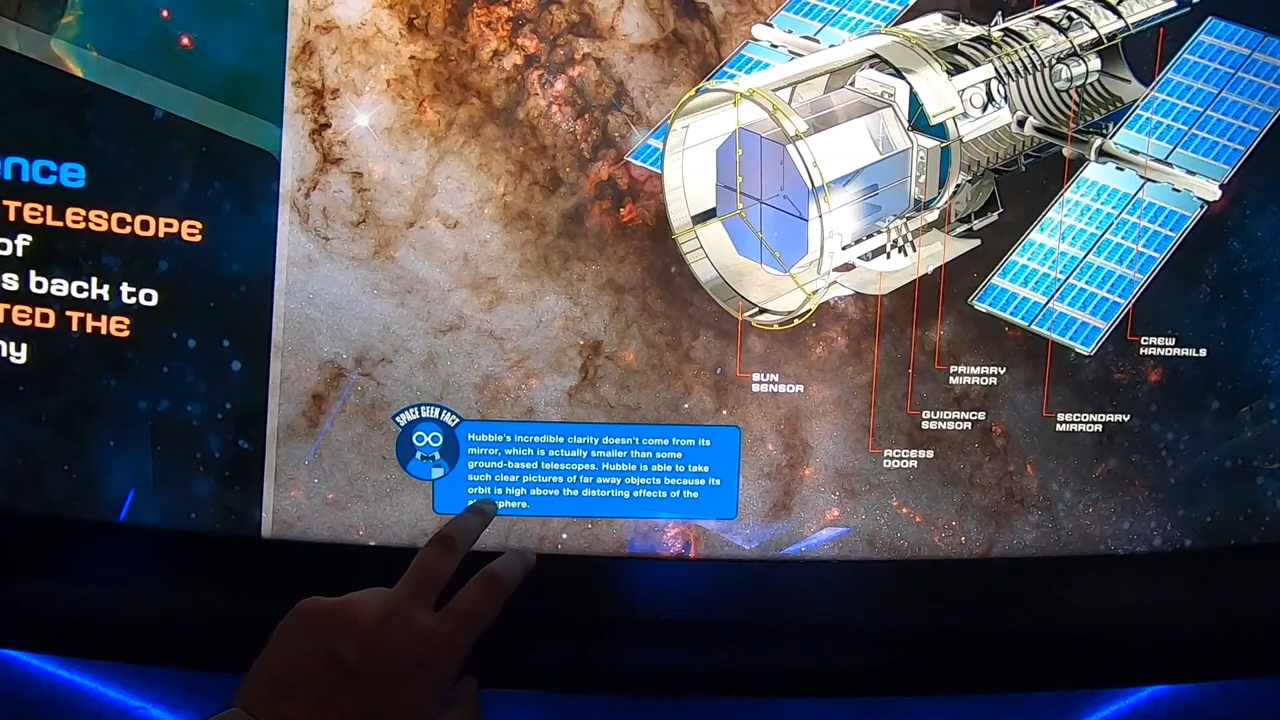 ence
TELESCOPE
of
s back to
TED THE
ny
SPACE GEEK FACT
Hubble's incredible clarity doesn't come from its
mirror, which is actually smaller than some
ground-based telescopes. Hubble is able to take
such clear pictures of far away objects because its
orbit is high above the distorting effects of the
atmosphere.
SUN
SENSOR
ACCESS
DOOR
GUIDANCE
SENSOR
PRIMARY
MIRROR
SECONDARY
MIRROR
CREW
HANDRAILS